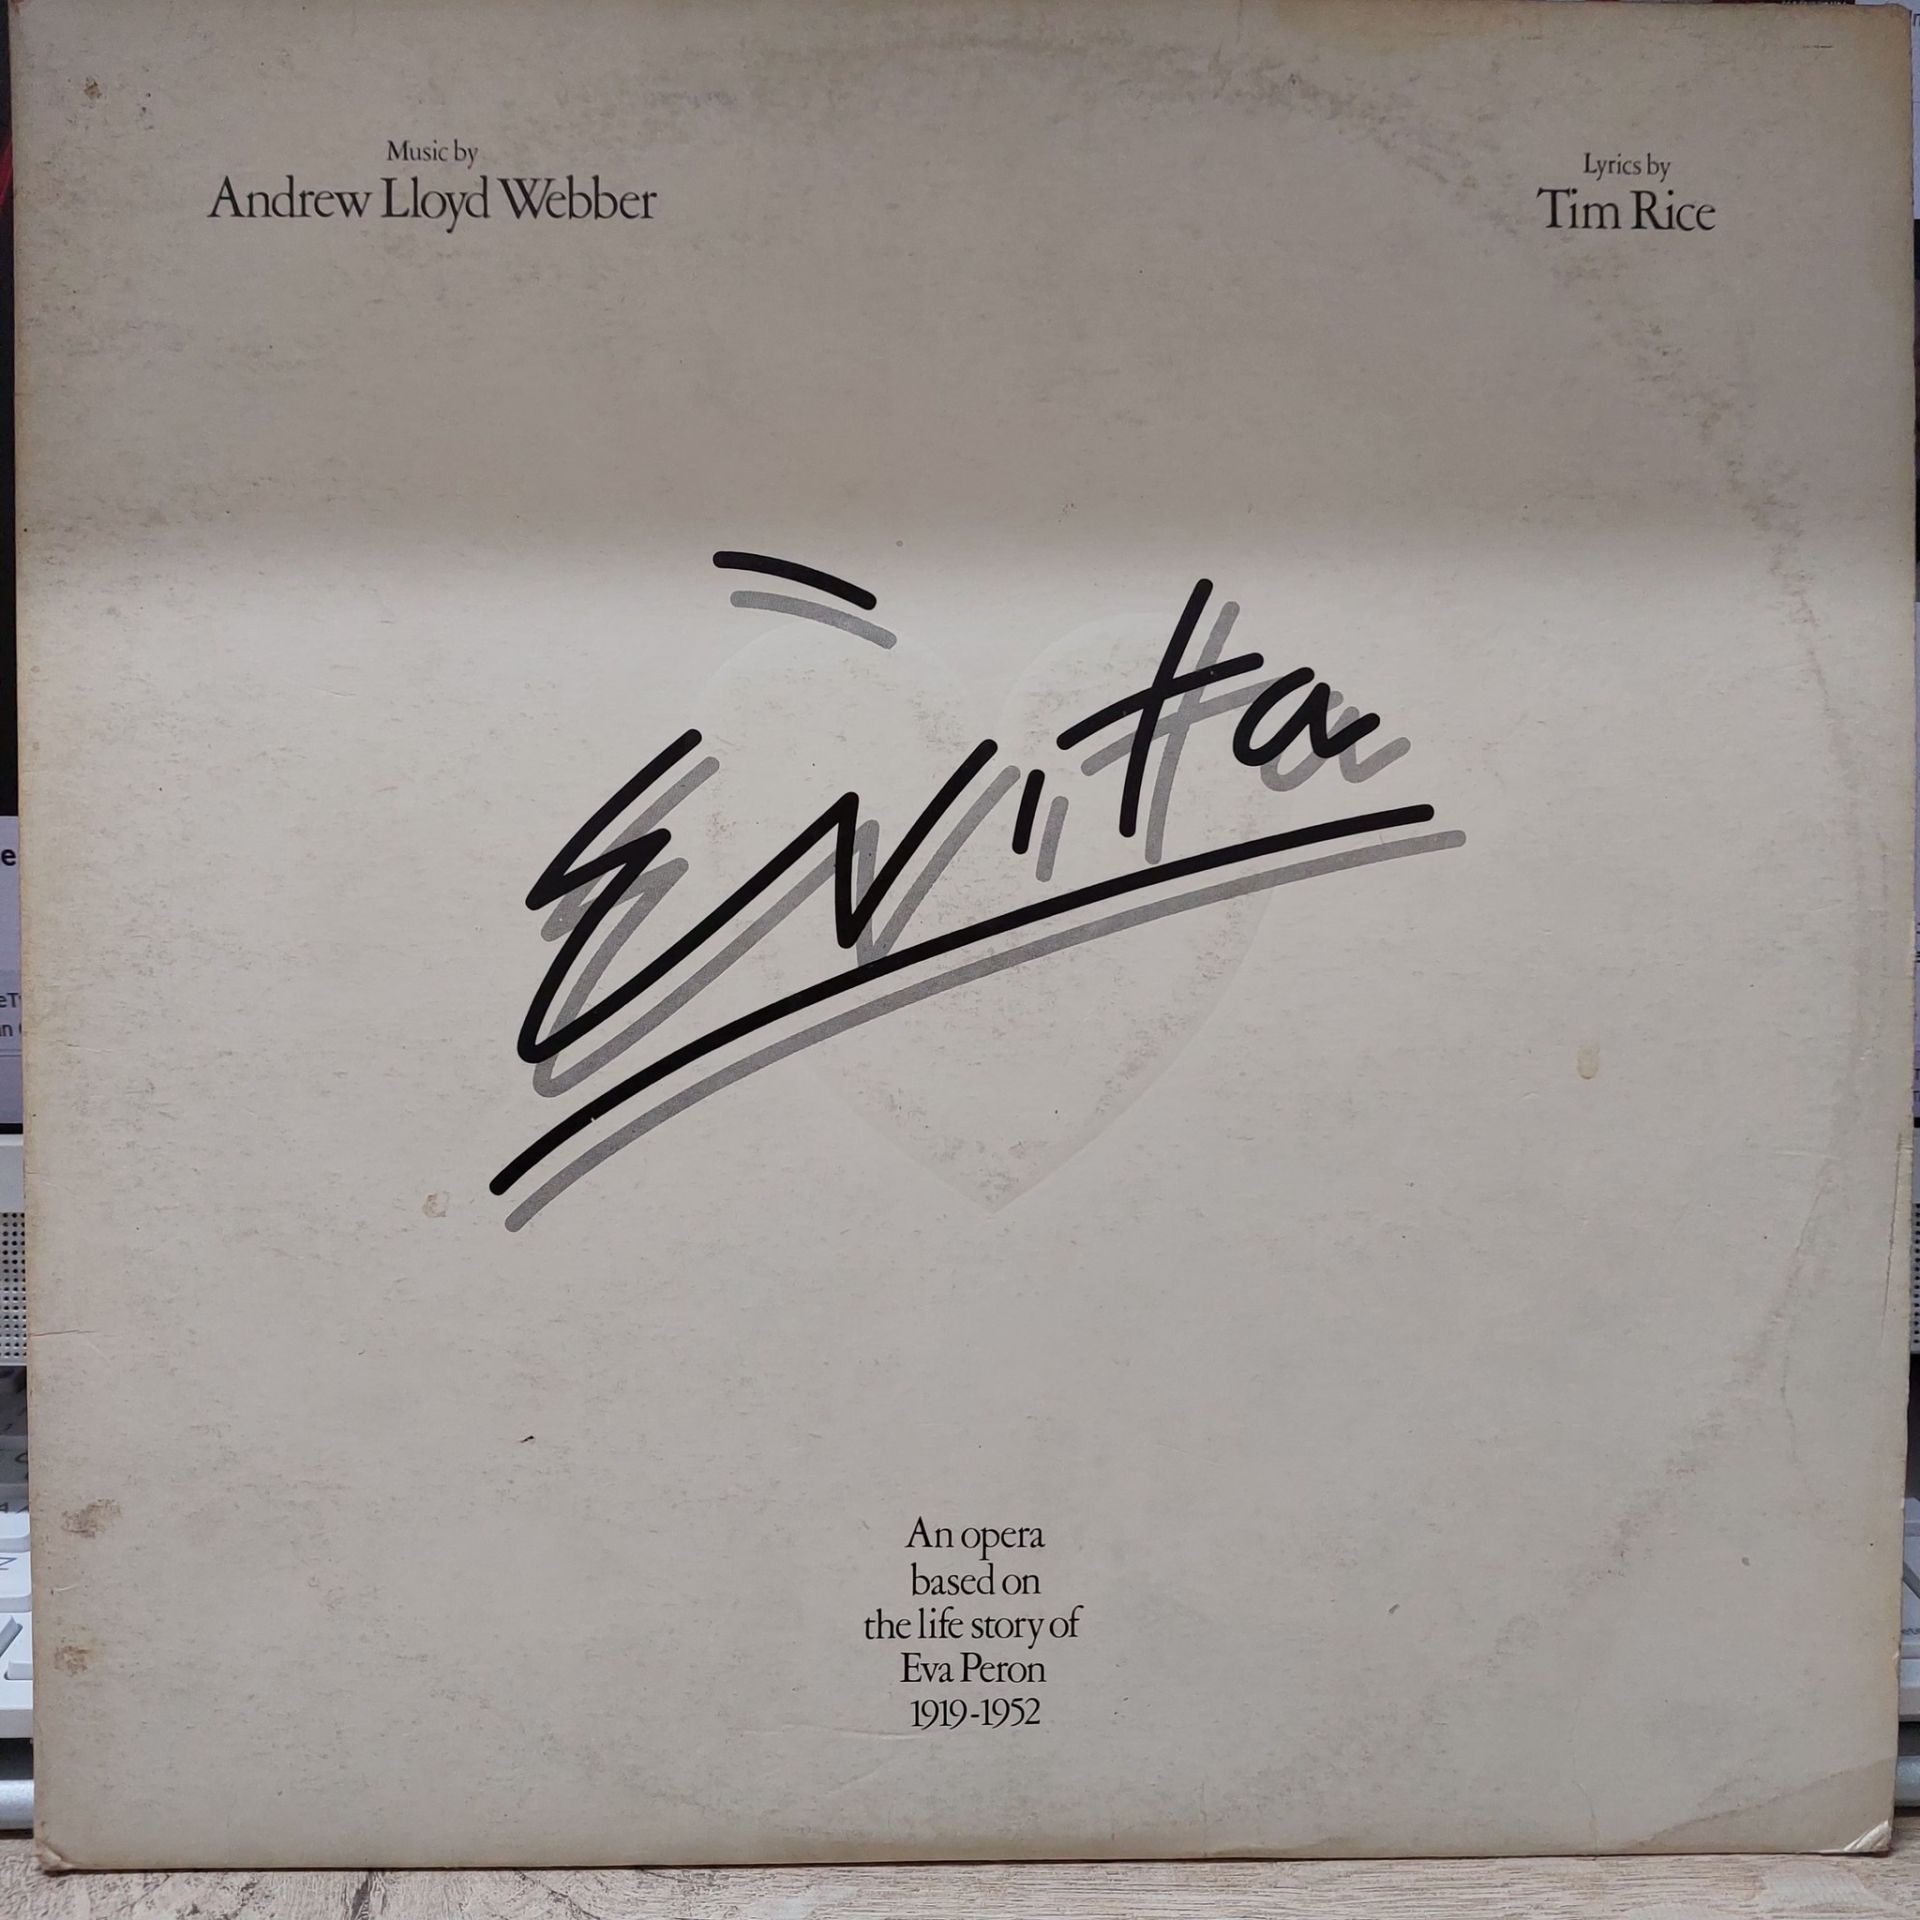 Music by
Andrew Lloyd Webber
Lyrics by
Tim Rice
Evita
An opera
based on
the life story of
Eva Peron
1919-1952